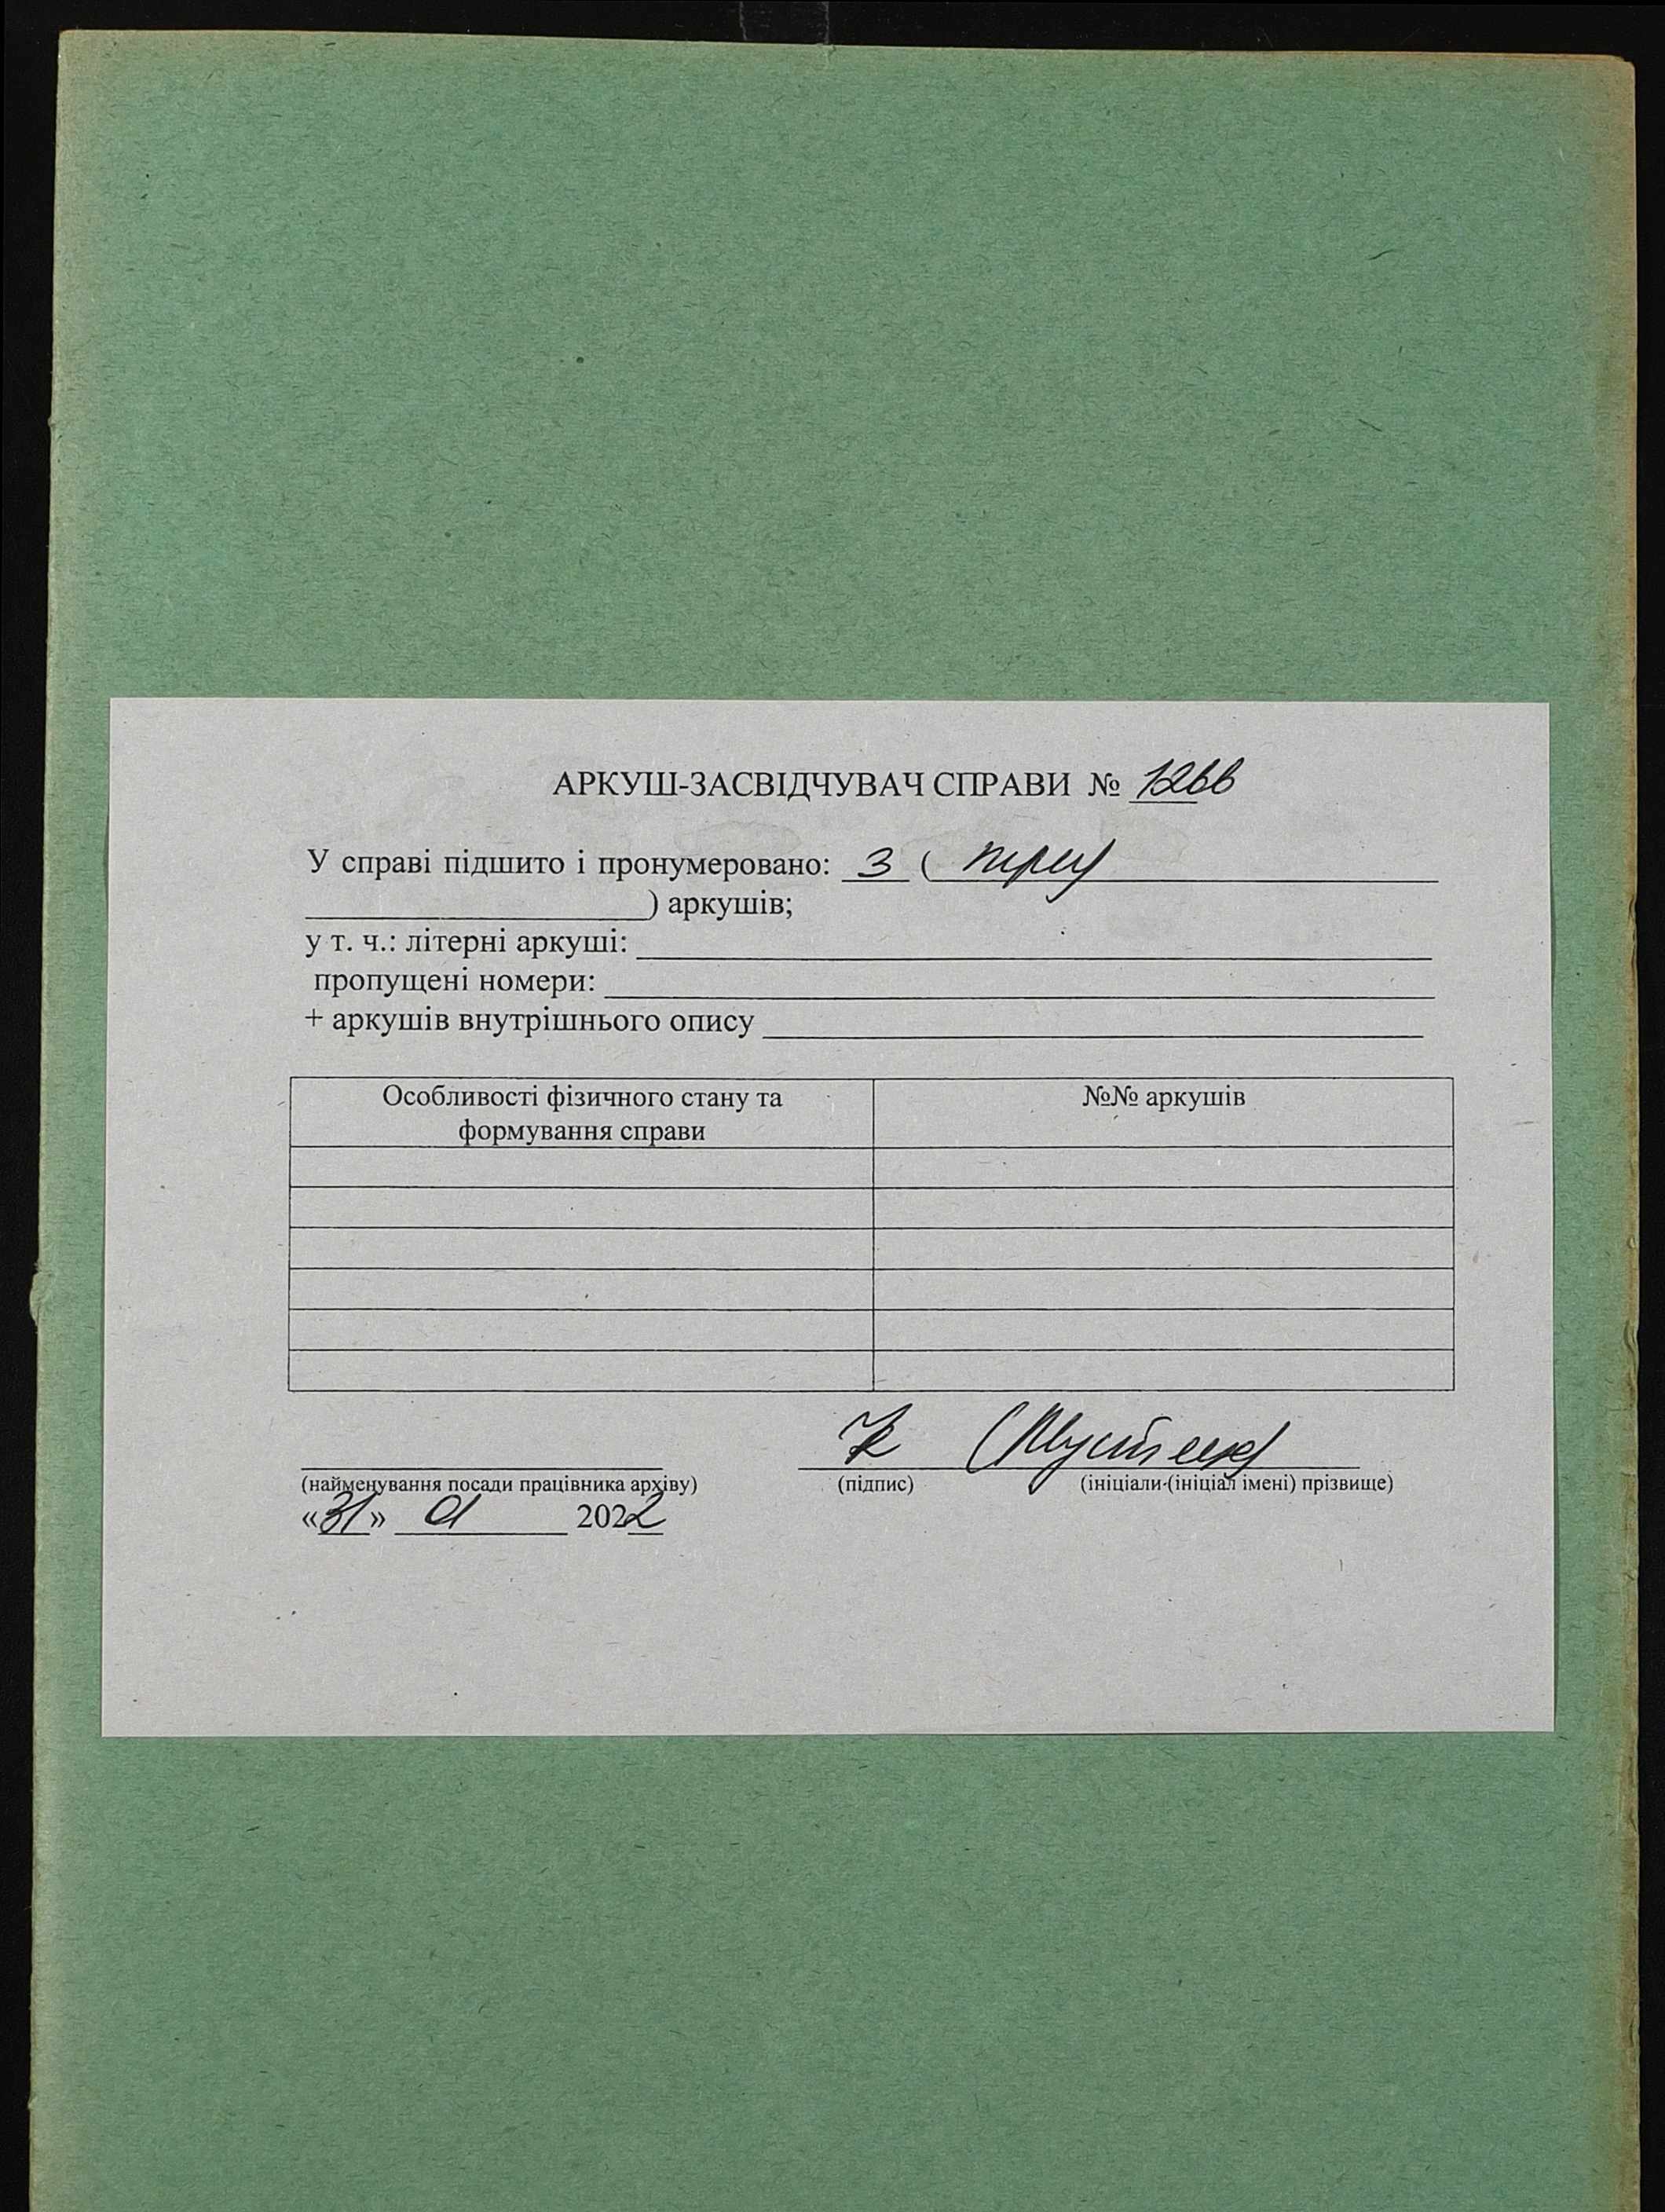 АРКУШ-ЗАСВІДЧУВАЧ СПРАВИ № 1266
У справі підшито і пронумеровано: 3 ( три
) аркушів;
у т. ч.: літерні аркуші:
пропущені номери:
+ аркушів внутрішнього опису
Особливості фізичного стану та №№ аркушів
формування справи
(найменування посади працівника архіву) (підпис) (ініціали (ініціал імені) прізвище)
«31» 01 2022